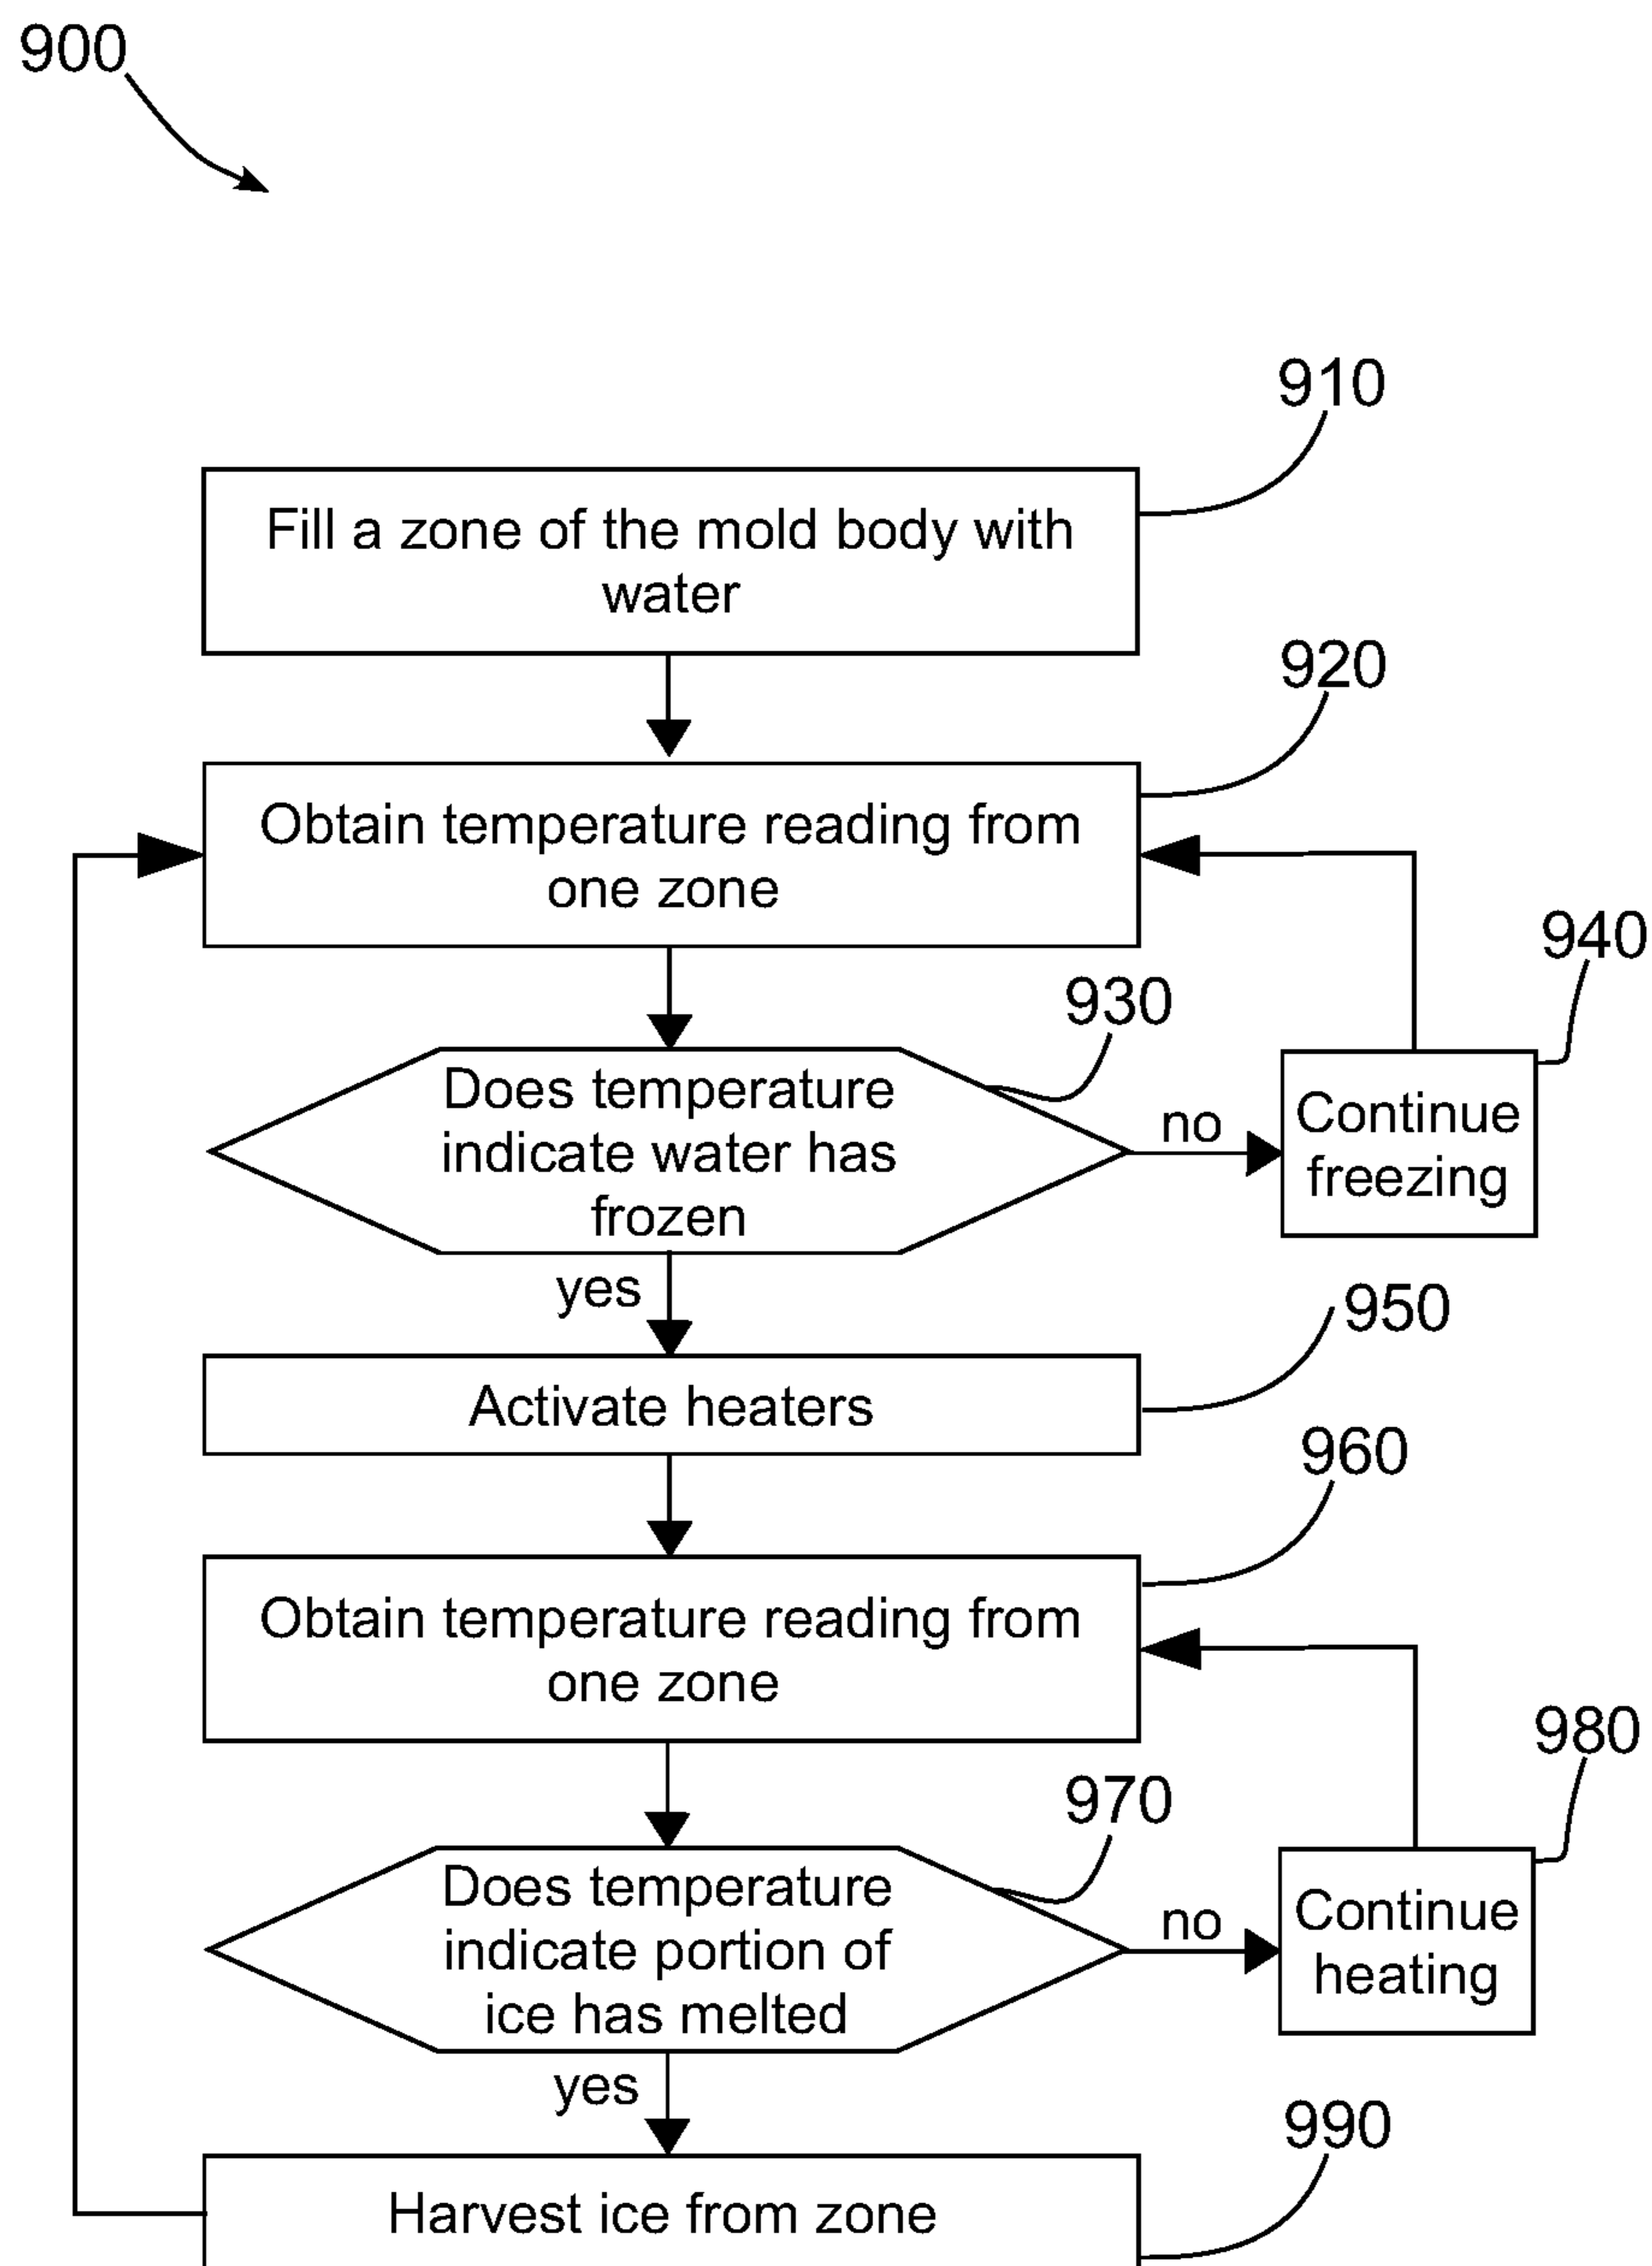 900
910
Fill a zone of the mold body with
water
920
Obtain temperature reading from
one zone
940
930
Does temperature
indicate water has
frozen
no
Continue
freezing
yes
950
Activate heaters
960
Obtain temperature reading from
one zone
980
970
Does temperature
indicate portion of
ice has melted
no
Continue
heating
yes
990
Harvest ice from zone